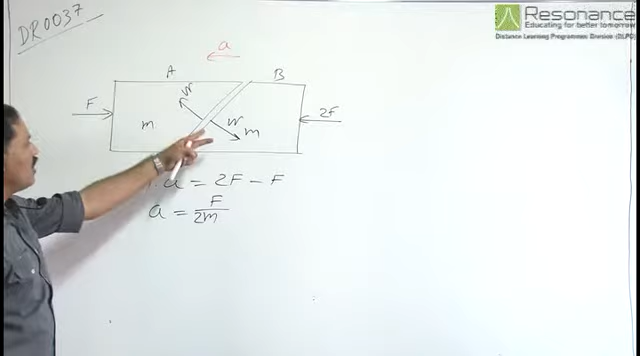 DR0037
Resonance
Educating for better tomorrow
Distance Learning Programmes Division (DLPD)
a
A
B
F
N
2F
m
N
m
a = 2F - F
a = F/2m